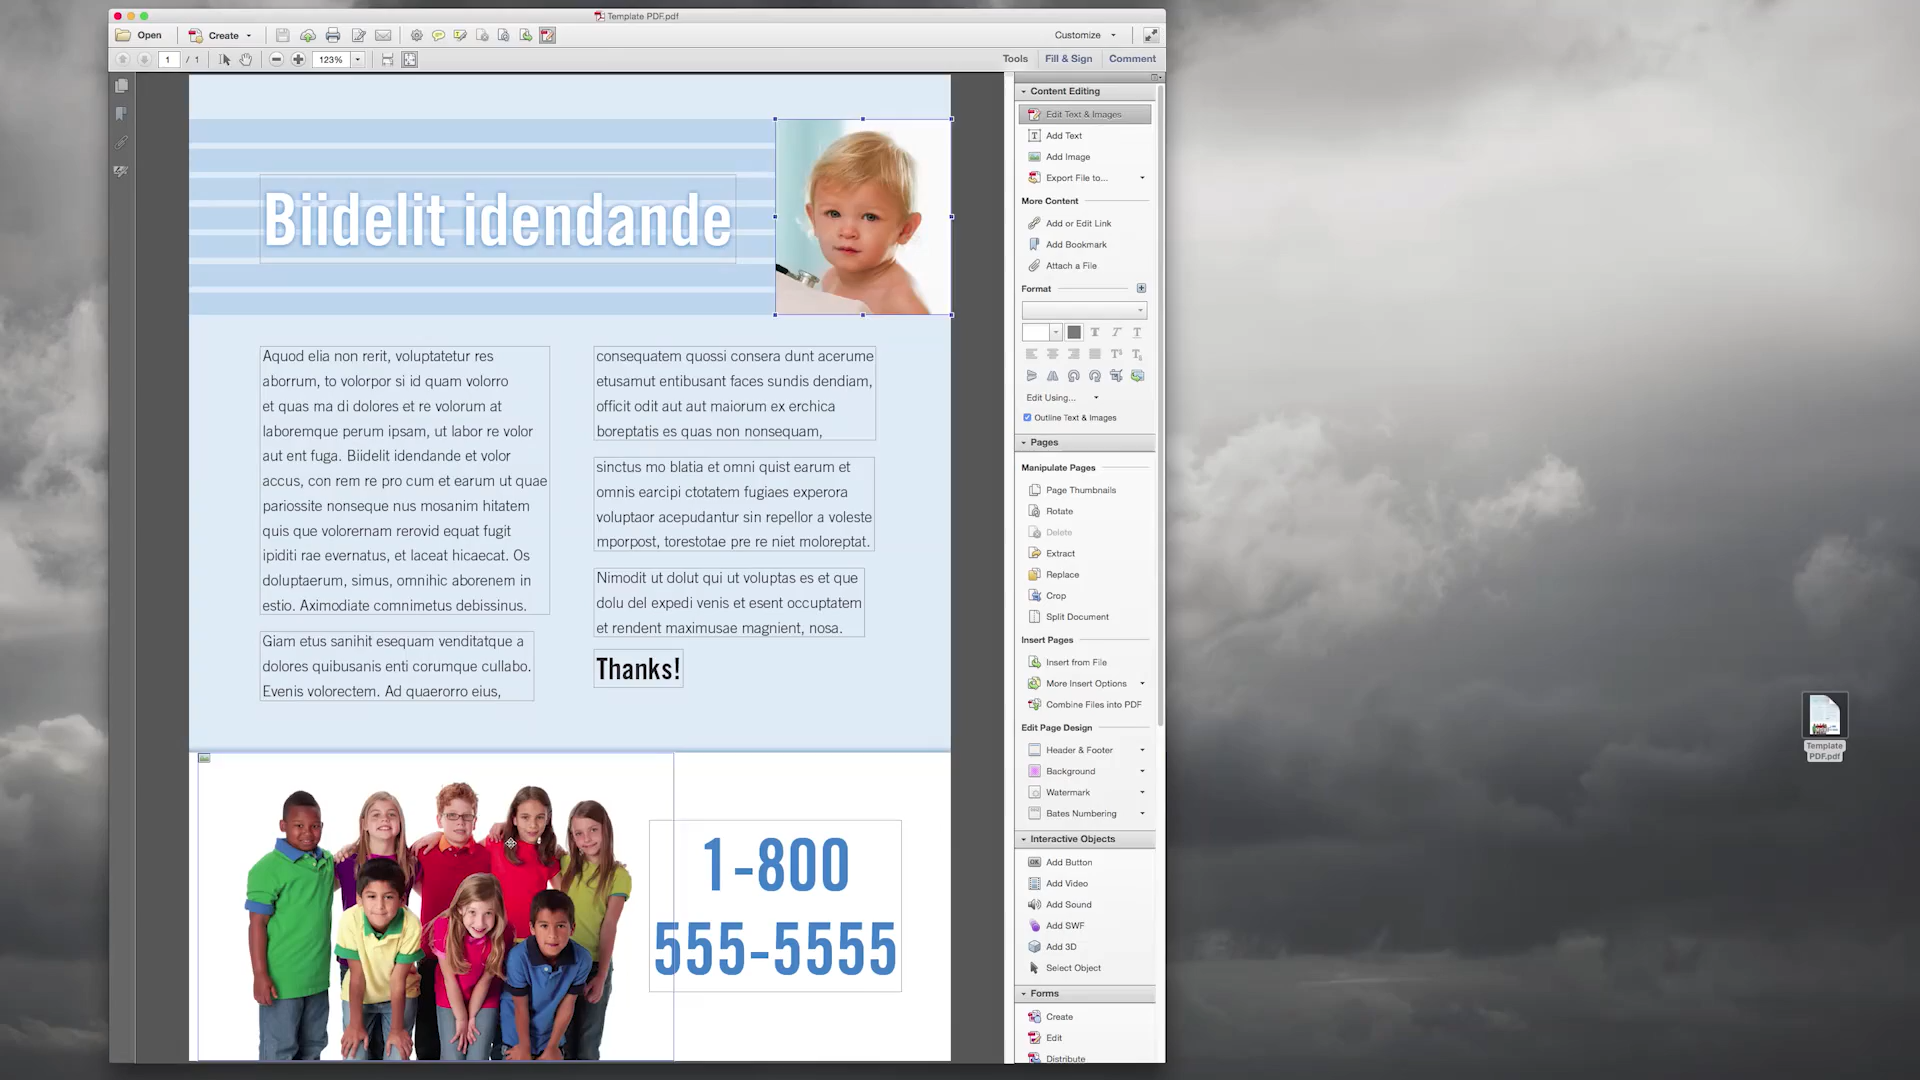 Template PDF.pdf
Open
Create
Customize
1 / 1
123%
Tools
Fill & Sign
Comment
Biidelit idendande
Aquod elia non rerit, voluptatetur res
aborrum, to volorpor si id quam volorro
et quas ma di dolores et re volorum at
laboremque perum ipsam, ut labor re volor
aut ent fuga. Biidelit idendande et volor
accus, con rem re pro cum et earum ut quae
pariossite nonseque nus mosanim hitatem
quis que volorernam rerovid equat fugit
ipiditi rae evernatus, et laceat hicaecat. Os
doluptaerum, simus, omnihic aborenem in
estio. Aximodiate comnimetus debissinus.
Giam etus sanihit esequam venditatque a
dolores quibusanis enti corumque cullabo.
Evenis volorectem. Ad quaerorro eius,
consequatem quossi consera dunt acerume
etusamut entibusant faces sundis dendiam,
officit odit aut aut maiorum ex erchica
boreptatis es quas non nonsequam,
sinctus mo blatia et omni quist earum et
omnis earcipi ctotatem fugiaes experora
voluptaor acepudantur sin repellor a voleste
mporpost, torestotae pre re niet moloreptat.
Nimodit ut dolut qui ut voluptas es et que
dolu del expedi venis et esent occuptatem
et rendent maximusae magnient, nosa.
Thanks!
1-800
555-5555
Content Editing
Edit Text & Images
Add Text
Add Image
Export File to...
More Content
Add or Edit Link
Add Bookmark
Attach a File
Format
Edit Using...
Outline Text & Images
Pages
Manipulate Pages
Page Thumbnails
Rotate
Delete
Extract
Replace
Crop
Split Document
Insert Pages
Insert from File
More Insert Options
Combine Files into PDF
Edit Page Design
Header & Footer
Background
Watermark
Bates Numbering
Interactive Objects
OK Add Button
Add Video
Add Sound
Add SWF
Add 3D
Select Object
Forms
Create
Edit
Distribute
Template
PDF.pdf